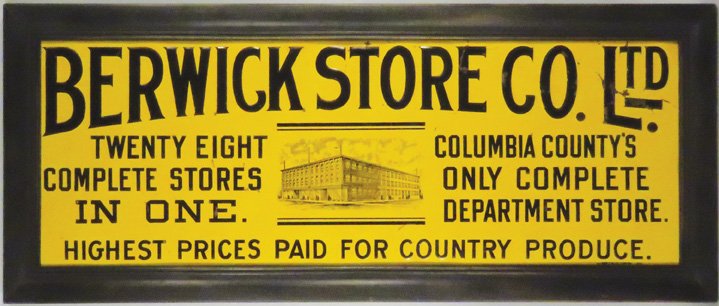 BERWICK STORE CO. LTD.
TWENTY EIGHT
COMPLETE STORES
IN ONE.
COLUMBIA COUNTY'S
ONLY COMPLETE
DEPARTMENT STORE.
HIGHEST PRICES PAID FOR COUNTRY PRODUCE.